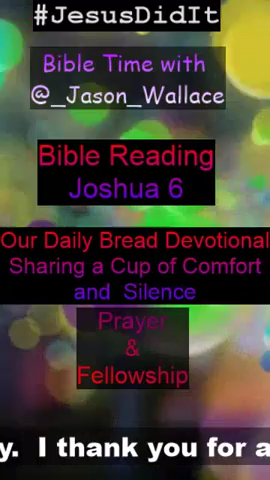 #JesusDidIt
Bible Time with
@_Jason_Wallace
Bible Reading
Joshua 6
Our Daily Bread Devotional
Sharing a Cup of Comfort
and Silence
Prayer
&
Fellowship
y. I thank you for a